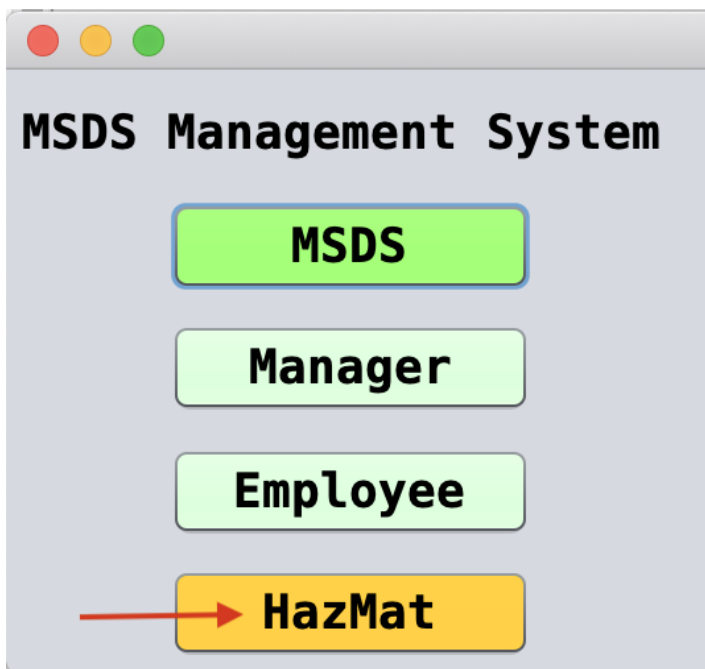 MSDS Management System
MSDS
Manager
Employee
HazMat